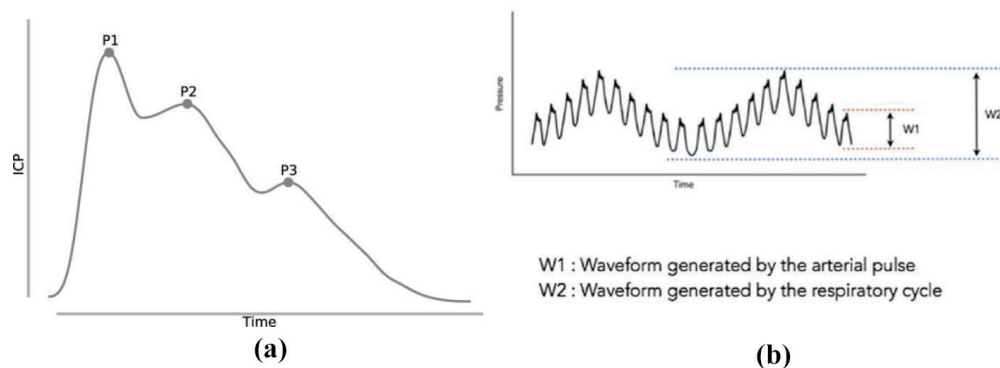 P1
P2
P3
ICP
Time
(a)
Pressure
W1
W2
Time
W1 : Waveform generated by the arterial pulse
W2 : Waveform generated by the respiratory cycle
(b)